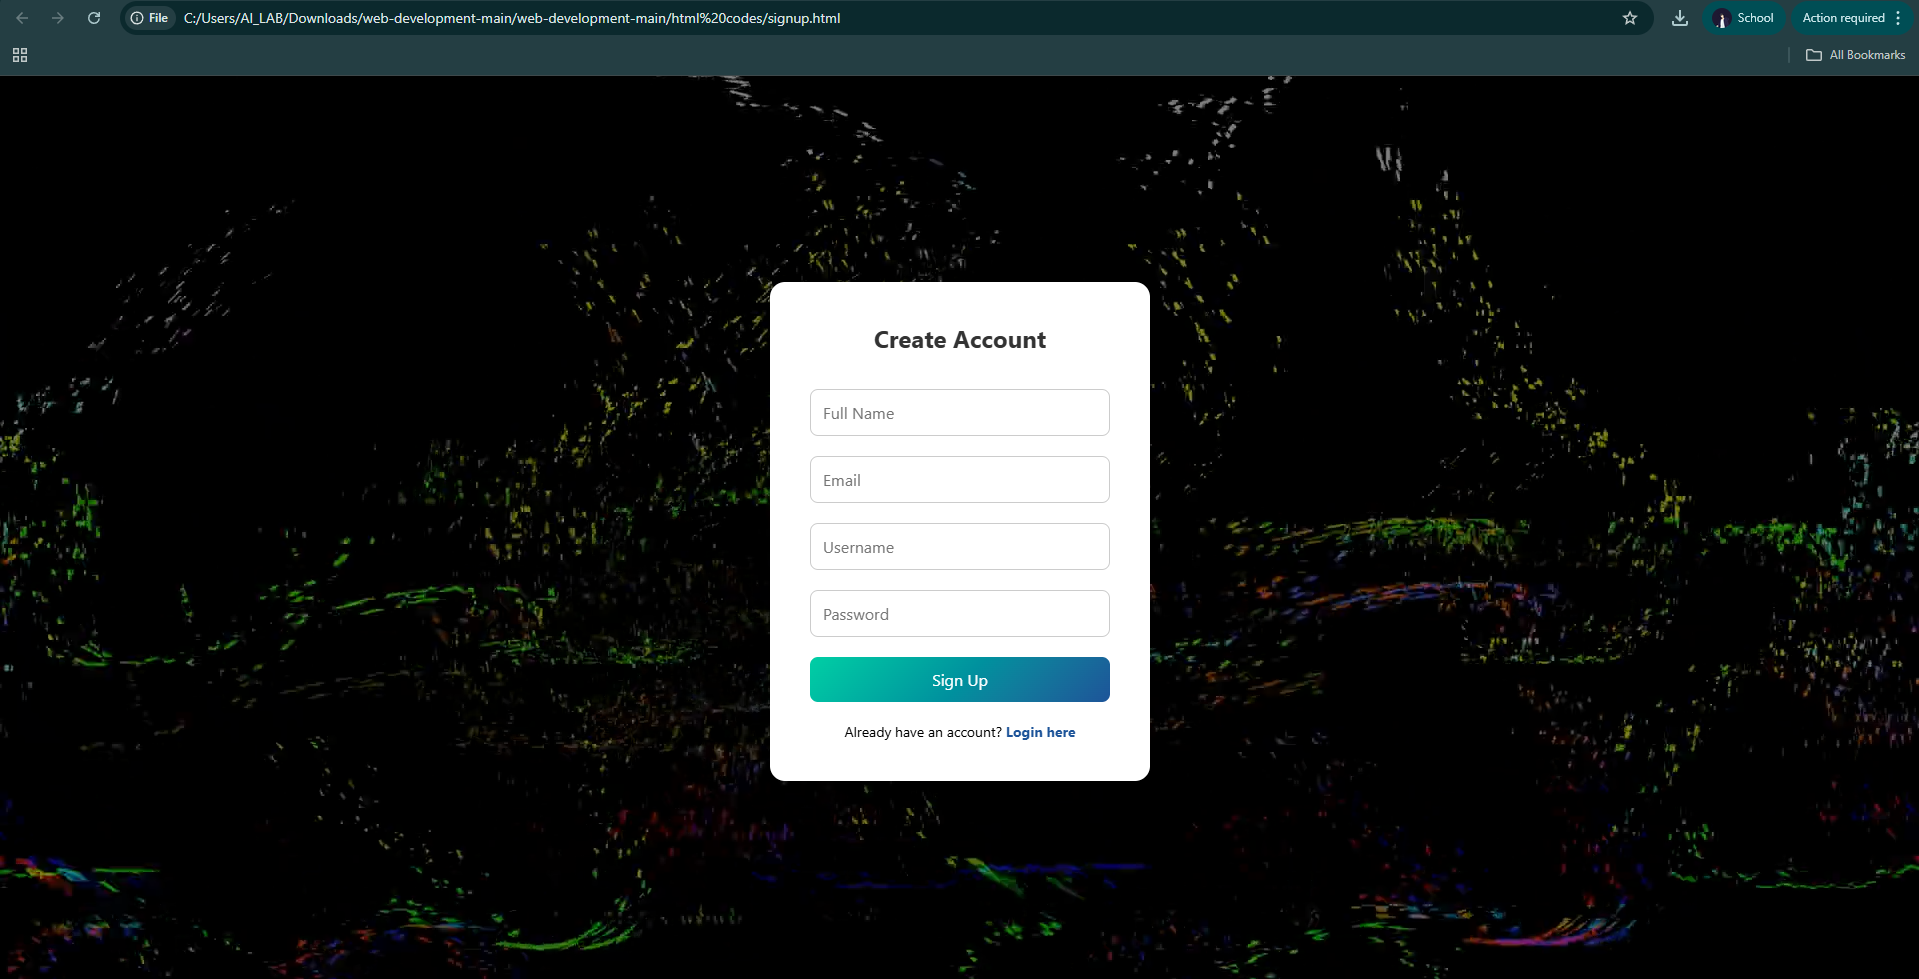 File C:/Users/AI_LAB/Downloads/web-development-main/web-development-main/html%20codes/signup.html School Action required
All Bookmarks
Create Account
Full Name
Email
Username
Password
Sign Up
Already have an account? Login here